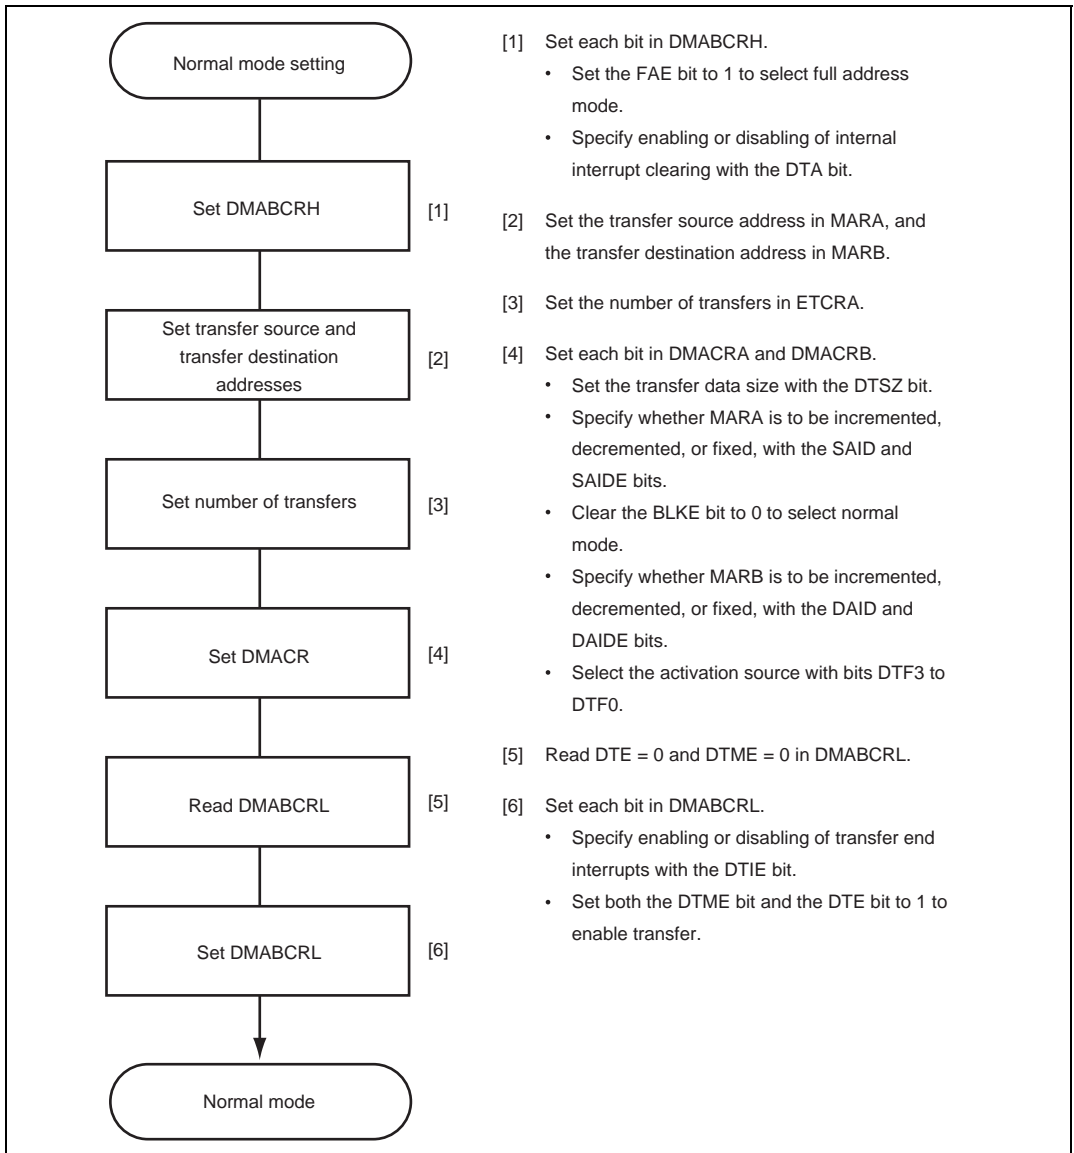 Normal mode setting
Set DMABCRH
[1]
Set transfer source and
transfer destination
addresses
[2]
Set number of transfers
[3]
Set DMACR
[4]
Read DMABCRL
[5]
Set DMABCRL
[6]
Normal mode
[1] Set each bit in DMABCRH.
• Set the FAE bit to 1 to select full address
mode.
• Specify enabling or disabling of internal
interrupt clearing with the DTA bit.
[2] Set the transfer source address in MARA, and
the transfer destination address in MARB.
[3] Set the number of transfers in ETCRA.
[4] Set each bit in DMACRA and DMACRB.
• Set the transfer data size with the DTSZ bit.
• Specify whether MARA is to be incremented,
decremented, or fixed, with the SAID and
SAIDE bits.
• Clear the BLKE bit to 0 to select normal
mode.
• Specify whether MARB is to be incremented,
decremented, or fixed, with the DAID and
DAIDE bits.
• Select the activation source with bits DTF3 to
DTF0.
[5] Read DTE = 0 and DTME = 0 in DMABCRL.
[6] Set each bit in DMABCRL.
• Specify enabling or disabling of transfer end
interrupts with the DTIE bit.
• Set both the DTME bit and the DTE bit to 1 to
enable transfer.